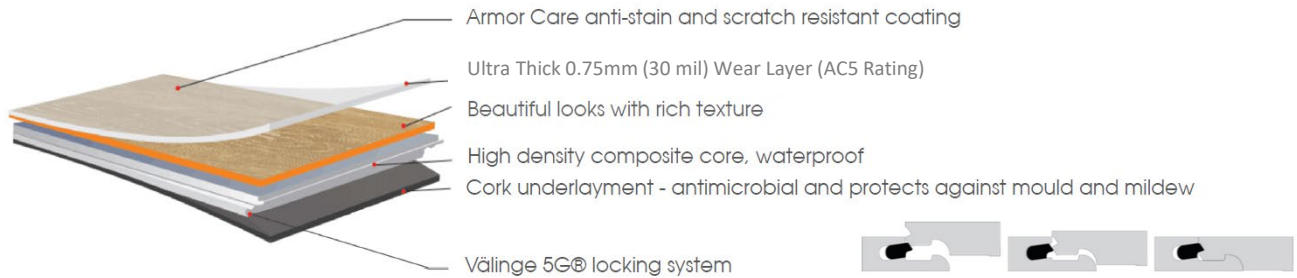 Armor Care anti-stain and scratch resistant coating
Ultra Thick 0.75mm (30 mil) Wear Layer (AC5 Rating)
Beautiful looks with rich texture
High density composite core, waterproof
Cork underlayment - antimicrobial and protects against mould and mildew
Välinge 5G® locking system